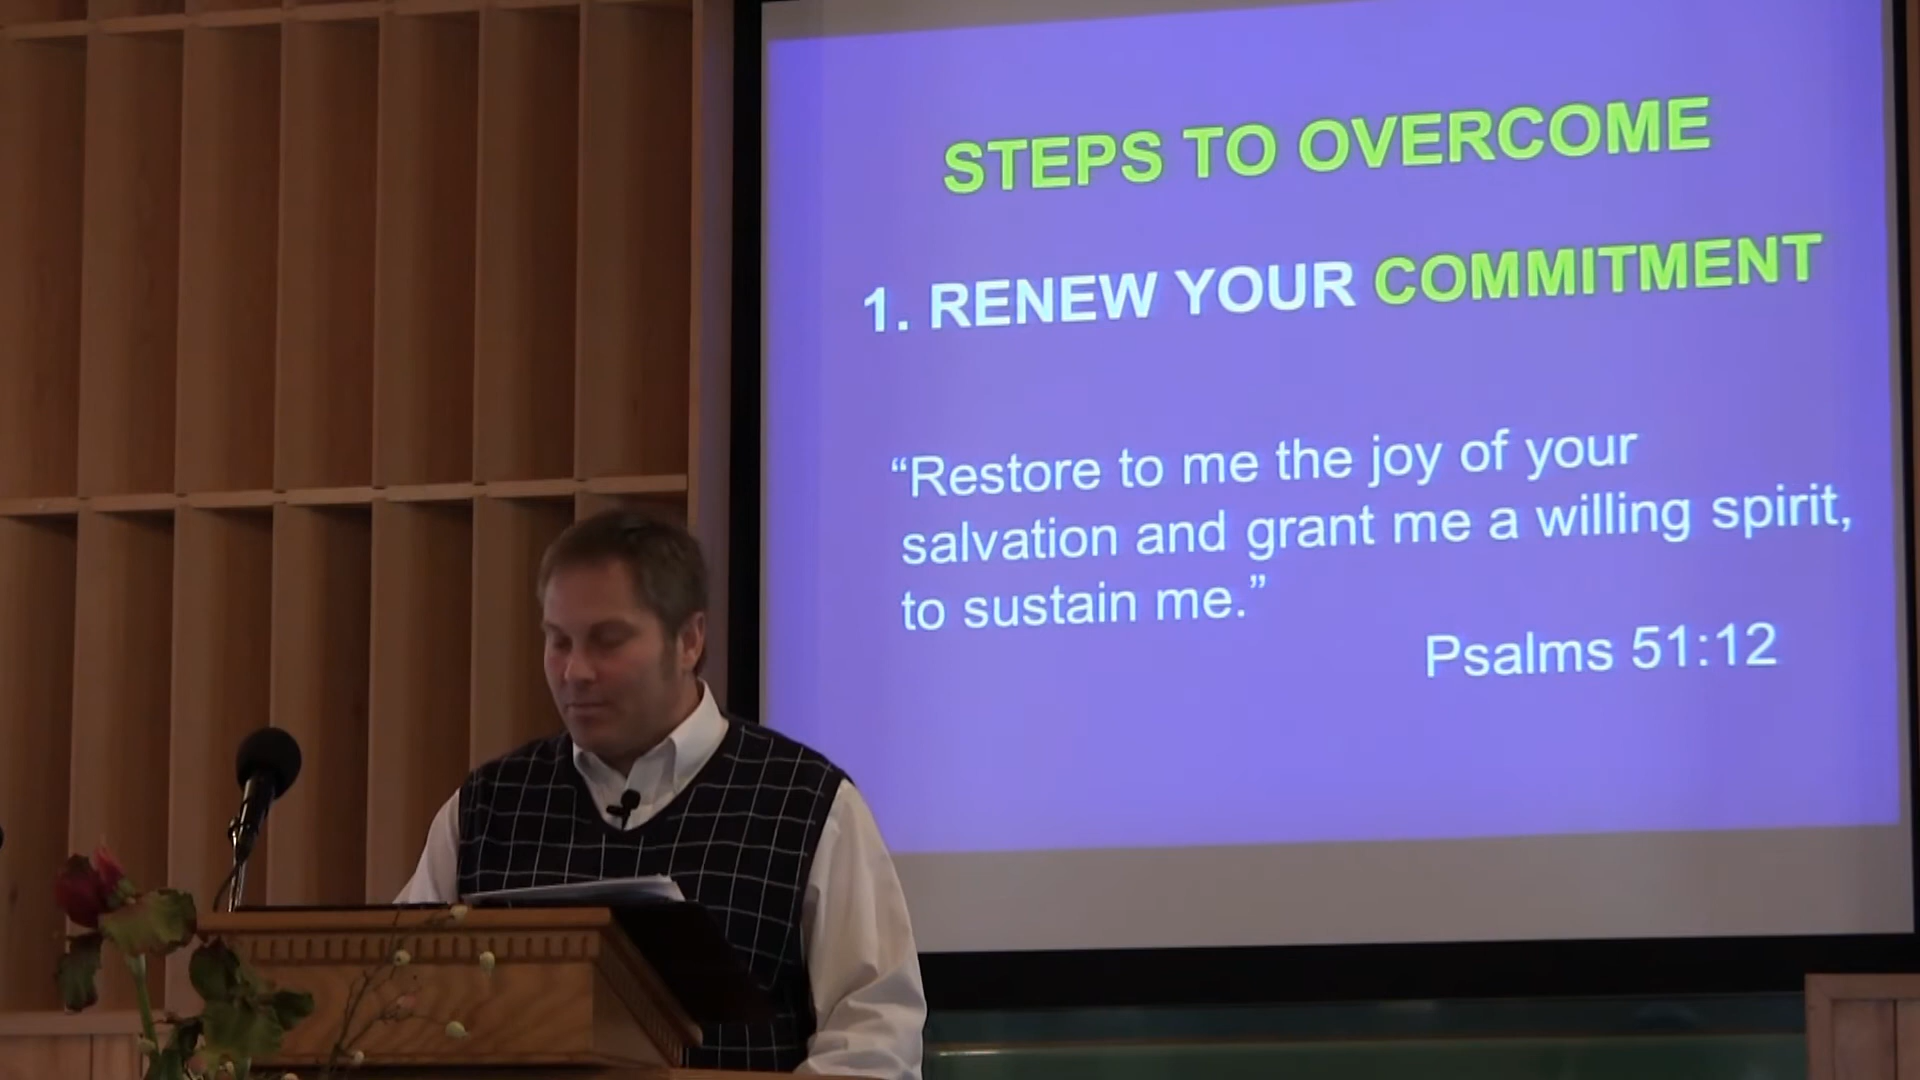 STEPS TO OVERCOME
1. RENEW YOUR COMMITMENT
“Restore to me the joy of your
salvation and grant me a willing spirit,
to sustain me.”
Psalms 51:12